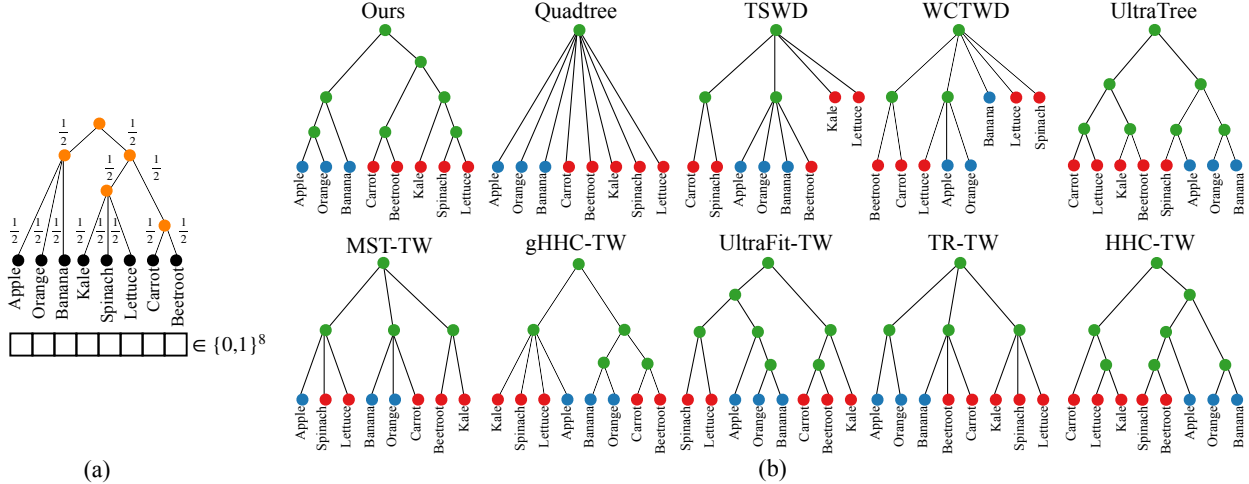 ½ ½
½ ½
½ ½ ½ ½ ½ ½ ½ ½
Apple
Orange
Banana
Kale
Spinach
Lettuce
Carrot
Beetroot
∈ {0,1}⁸
(a)
Ours
Apple
Orange
Banana
Carrot
Beetroot
Kale
Spinach
Lettuce
Quadtree
Apple
Orange
Banana
Carrot
Beetroot
Kale
Spinach
Lettuce
TSWD
Kale
Lettuce
Carrot
Spinach
Apple
Orange
Banana
Beetroot
WCTWD
Banana
Lettuce
Spinach
Beetroot
Carrot
Lettuce
Apple
Orange
UltraTree
Carrot
Lettuce
Kale
Beetroot
Spinach
Apple
Orange
Banana
MST-TW
Apple
Spinach
Lettuce
Banana
Orange
Carrot
Beetroot
Kale
gHHC-TW
Kale
Spinach
Lettuce
Apple
Banana
Orange
Carrot
Beetroot
UltraFit-TW
Spinach
Lettuce
Apple
Orange
Banana
Carrot
Beetroot
Kale
TR-TW
Apple
Orange
Banana
Beetroot
Carrot
Kale
Spinach
Lettuce
HHC-TW
Carrot
Lettuce
Kale
Spinach
Beetroot
Apple
Orange
Banana
(b)